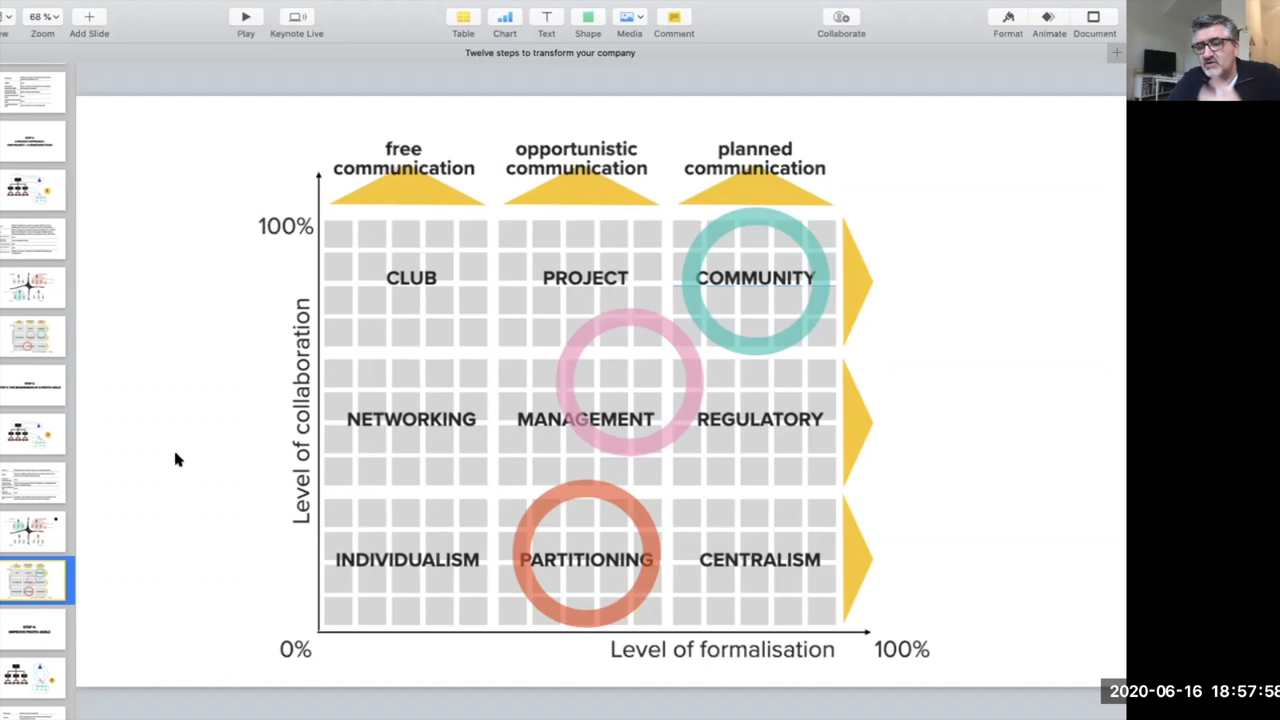 68 %
Zoom
Add Slide
Play
Keynote Live
Table
Chart
Text
Shape
Media
Comment
Collaborate
Format
Animate
Document
Twelve steps to transform your company
free
communication
opportunistic
communication
planned
communication
100%
CLUB
PROJECT
COMMUNITY
Level of collaboration
NETWORKING
MANAGEMENT
REGULATORY
INDIVIDUALISM
PARTITIONING
CENTRALISM
0%
Level of formalisation
100%
2020-06-16 18:57:58